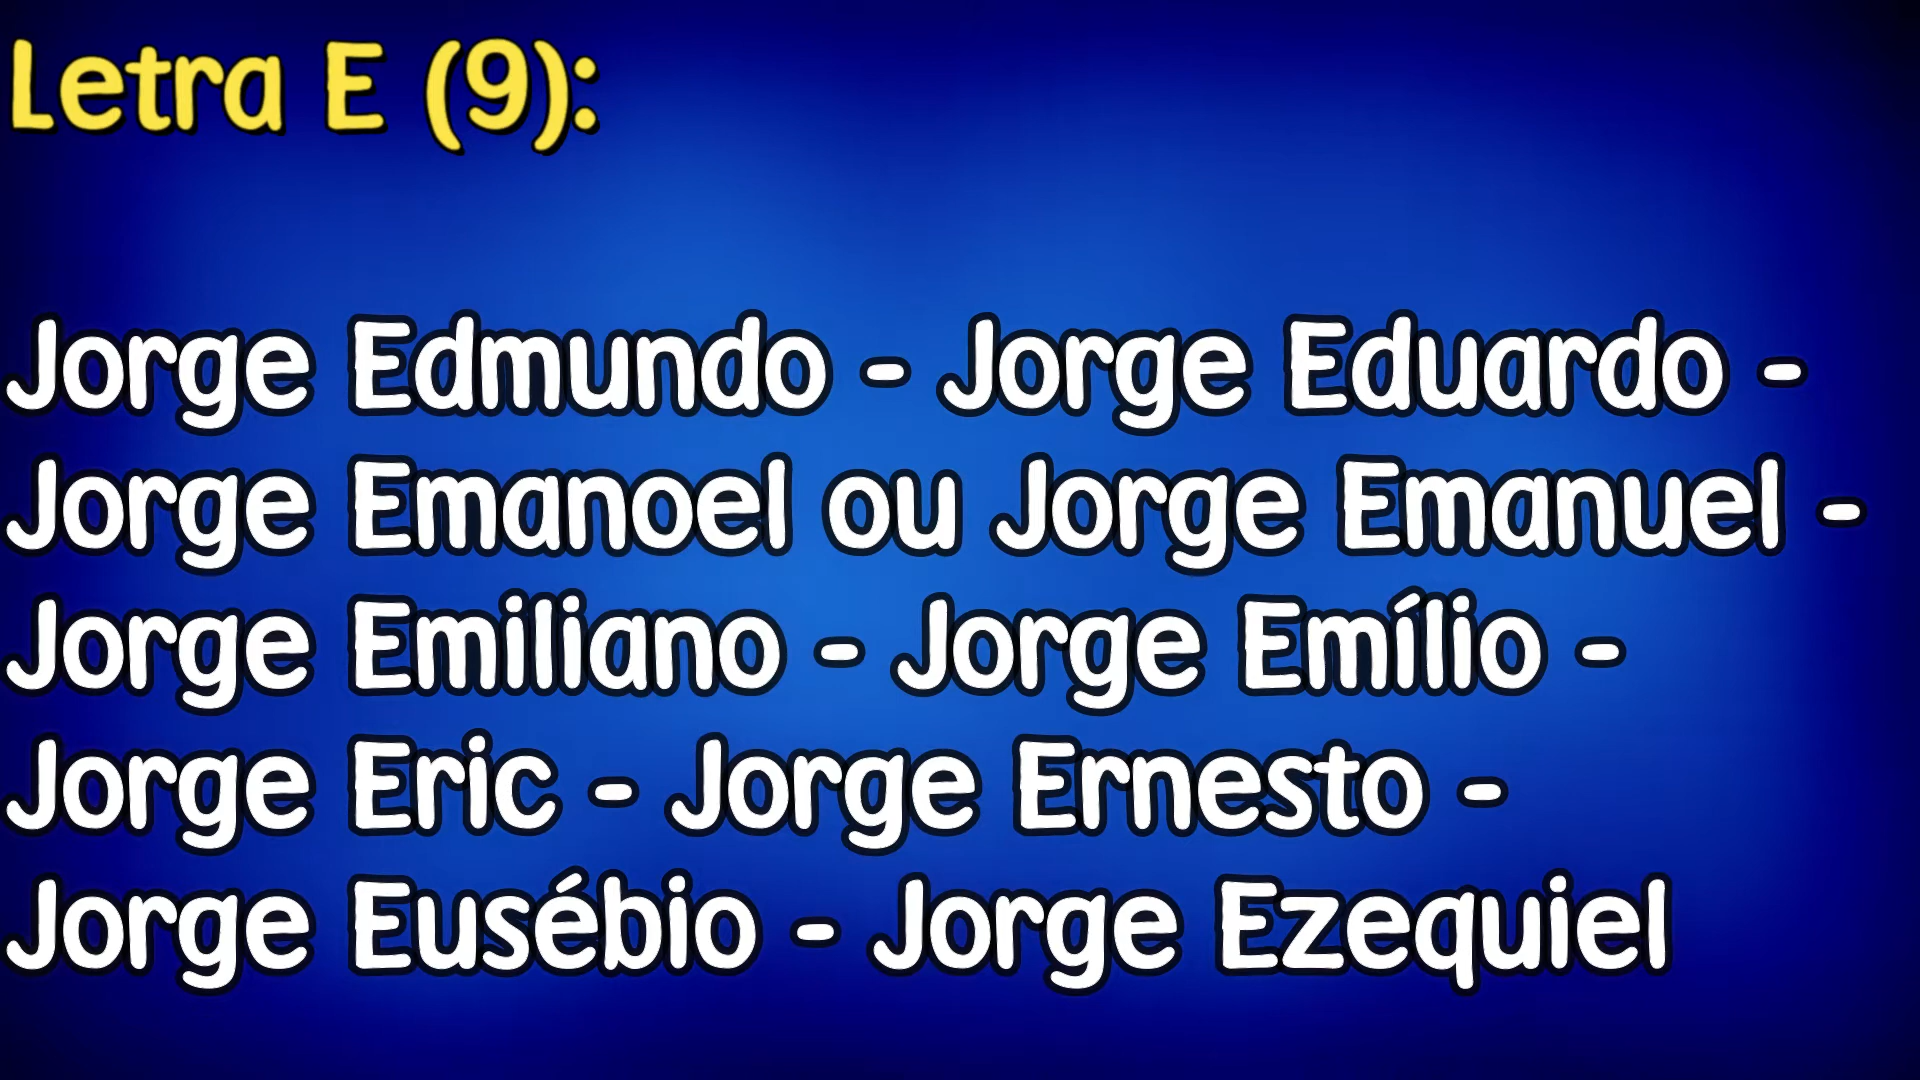 Letra E (9):
Jorge Edmundo - Jorge Eduardo -
Jorge Emanoel ou Jorge Emanuel -
Jorge Emiliano - Jorge Emílio -
Jorge Eric - Jorge Ernesto -
Jorge Eusébio - Jorge Ezequiel